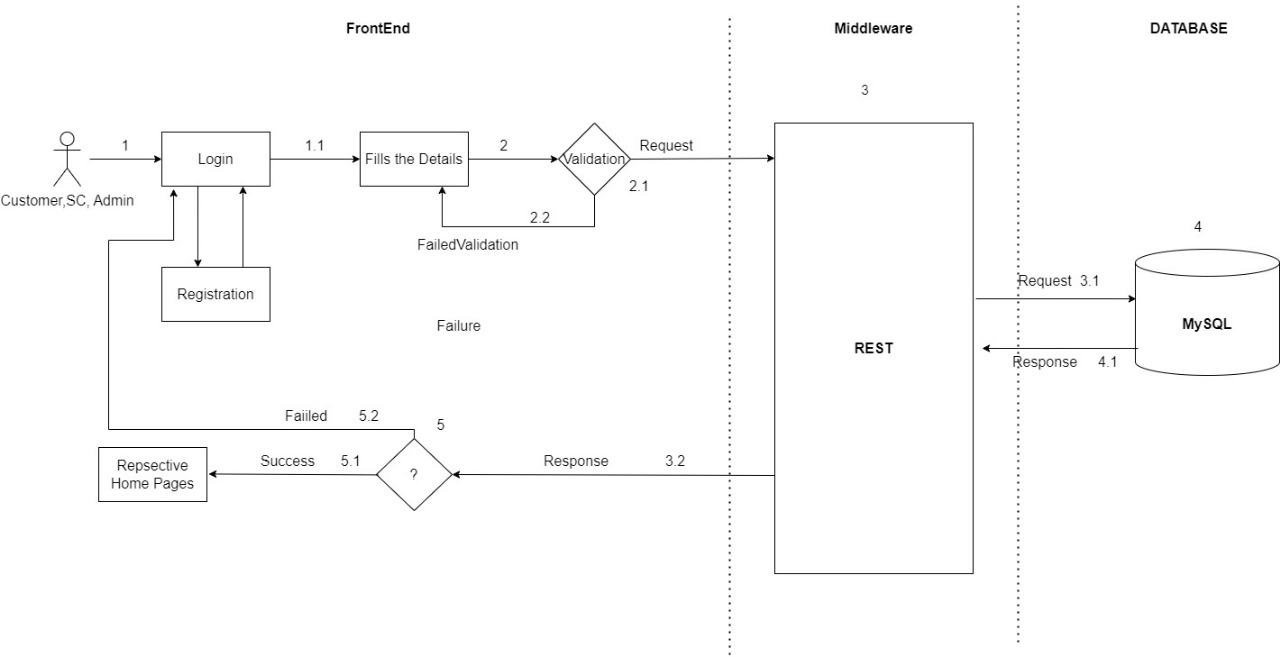 FrontEnd
Middleware
DATABASE
3
1
1.1
2
Request
Login
Fills the Details
Validation
2.1
Customer,SC, Admin
2.2
FailedValidation
4
Request 3.1
Registration
Failure
MySQL
REST
Response 4.1
Faiiled 5.2
5
Success 5.1
Response 3.2
Repsective
Home Pages
?